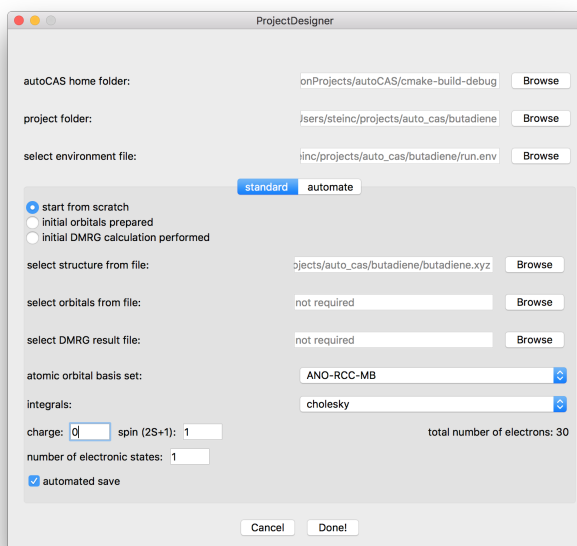 ProjectDesigner
autoCAS home folder: onProjects/autoCAS/cmake-build-debug Browse
project folder: Users/steinc/projects/auto_cas/butadiene Browse
select environment file: einc/projects/auto_cas/butadiene/run.env Browse
standard automate
start from scratch
initial orbitals prepared
initial DMRG calculation performed
select structure from file: ojects/auto_cas/butadiene/butadiene.xyz Browse
select orbitals from file: not required Browse
select DMRG result file: not required Browse
atomic orbital basis set: ANO-RCC-MB
integrals: cholesky
charge: 0 spin (2S+1): 1 total number of electrons: 30
number of electronic states: 1
automated save
Cancel Done!